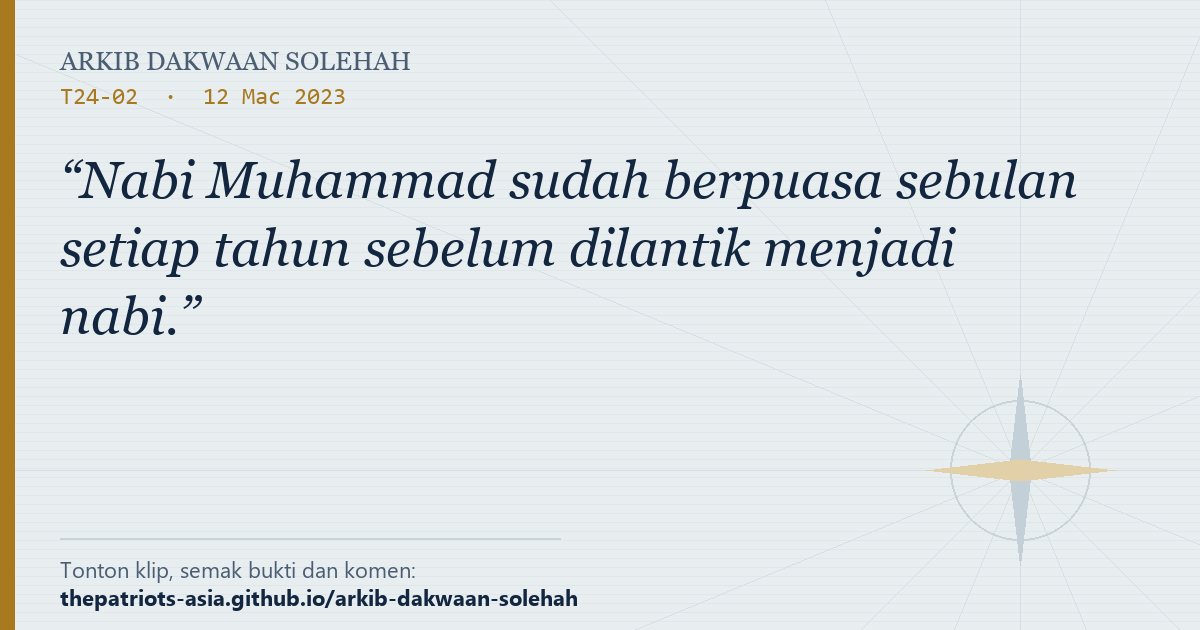 ARKIB DAKWAAN SOLEHAH
T24-02 · 12 Mac 2023
“Nabi Muhammad sudah berpuasa sebulan
setiap tahun sebelum dilantik menjadi
nabi.”
Tonton klip, semak bukti dan komen:
thepatriots-asia.github.io/arkib-dakwaan-solehah